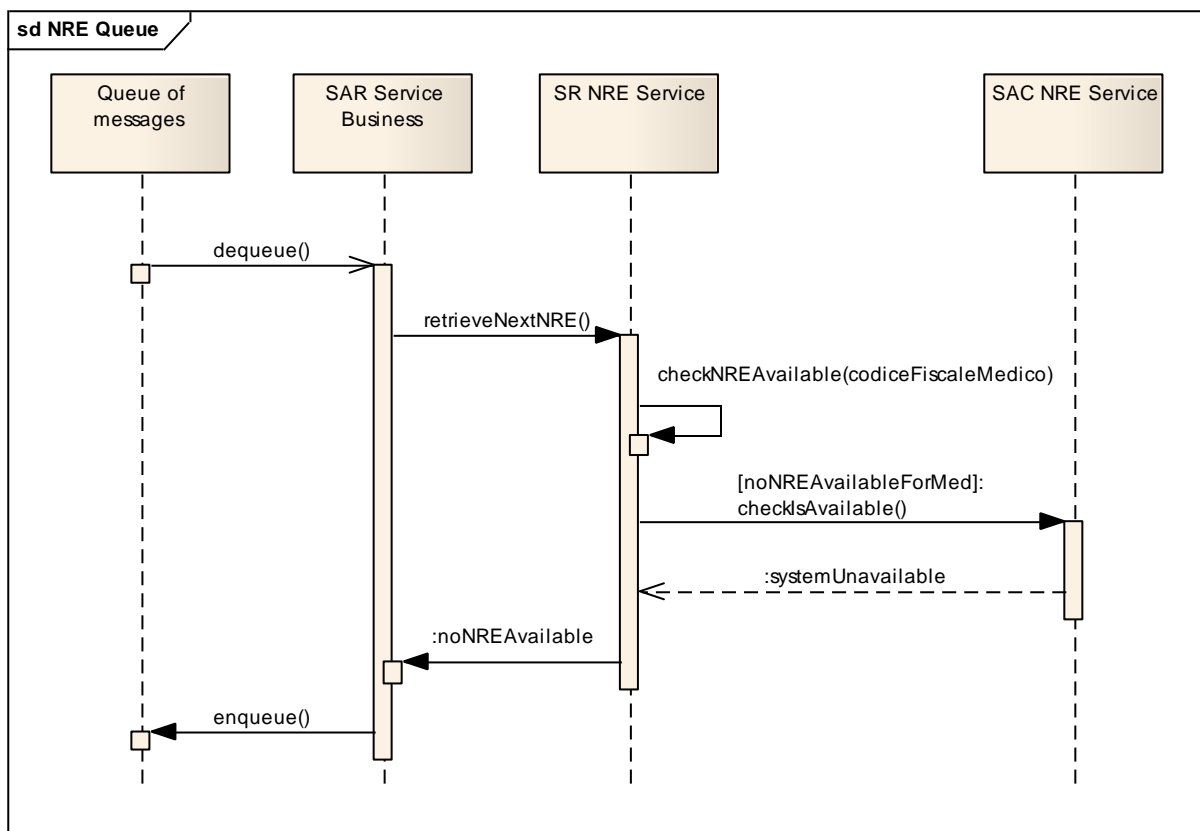 sd NRE Queue
Queue of
messages
SAR Service
Business
SR NRE Service
SAC NRE Service
dequeue()
retrieveNextNRE()
checkNREAvailable(codiceFiscaleMedico)
[noNREAvailableForMed]:
checkIsAvailable()
:systemUnavailable
:noNREAvailable
enqueue()